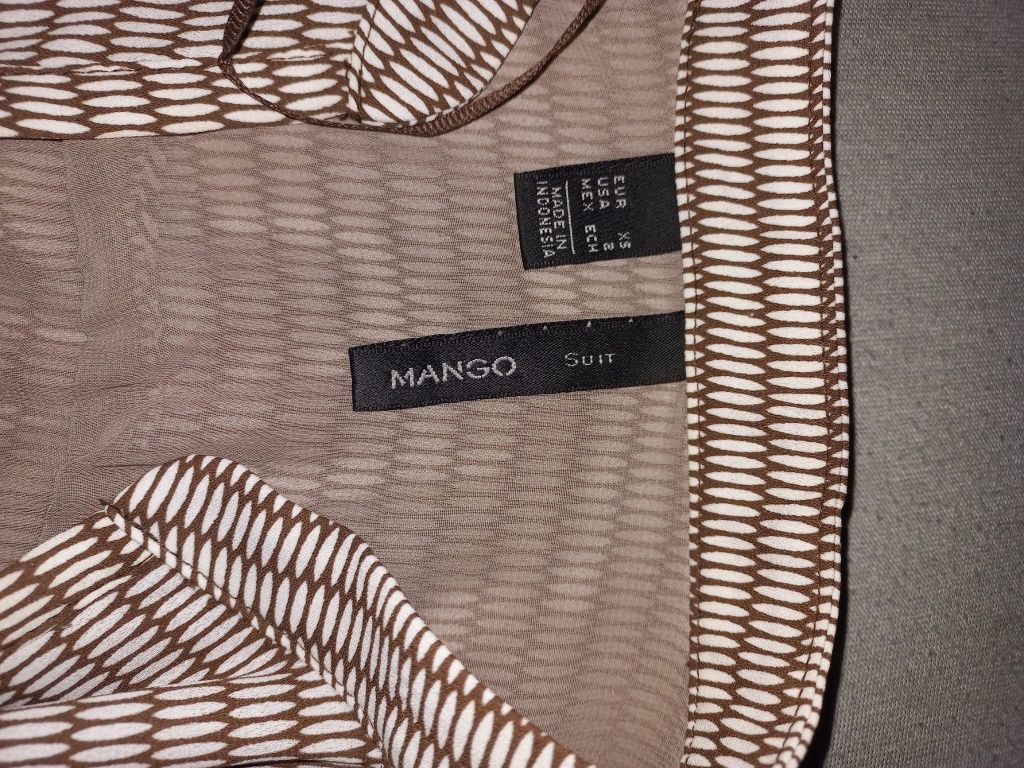 EUR XS
USA 2
MEX ECH
MADE IN
INDONESIA
MANGO SUIT